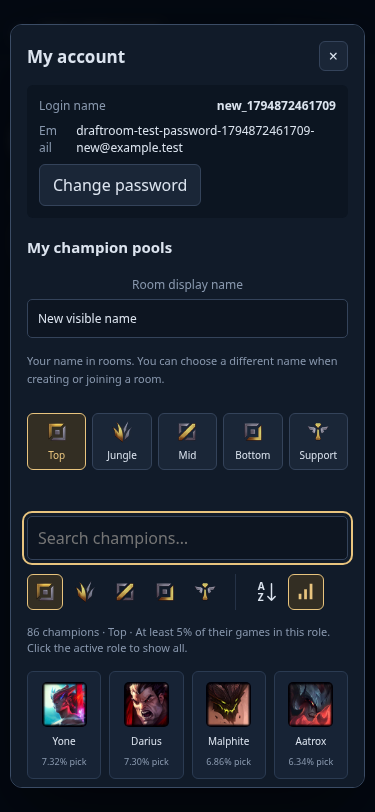 My account
×
Login name new_1794872461709
Em
ail
draftroom-test-password-1794872461709-
new@example.test
Change password
My champion pools
Room display name
New visible name
Your name in rooms. You can choose a different name when
creating or joining a room.
Top Jungle Mid Bottom Support
Search champions...
A
Z
86 champions · Top · At least 5% of their games in this role.
Click the active role to show all.
Yone Darius Malphite Aatrox
7.32% pick 7.30% pick 6.86% pick 6.34% pick